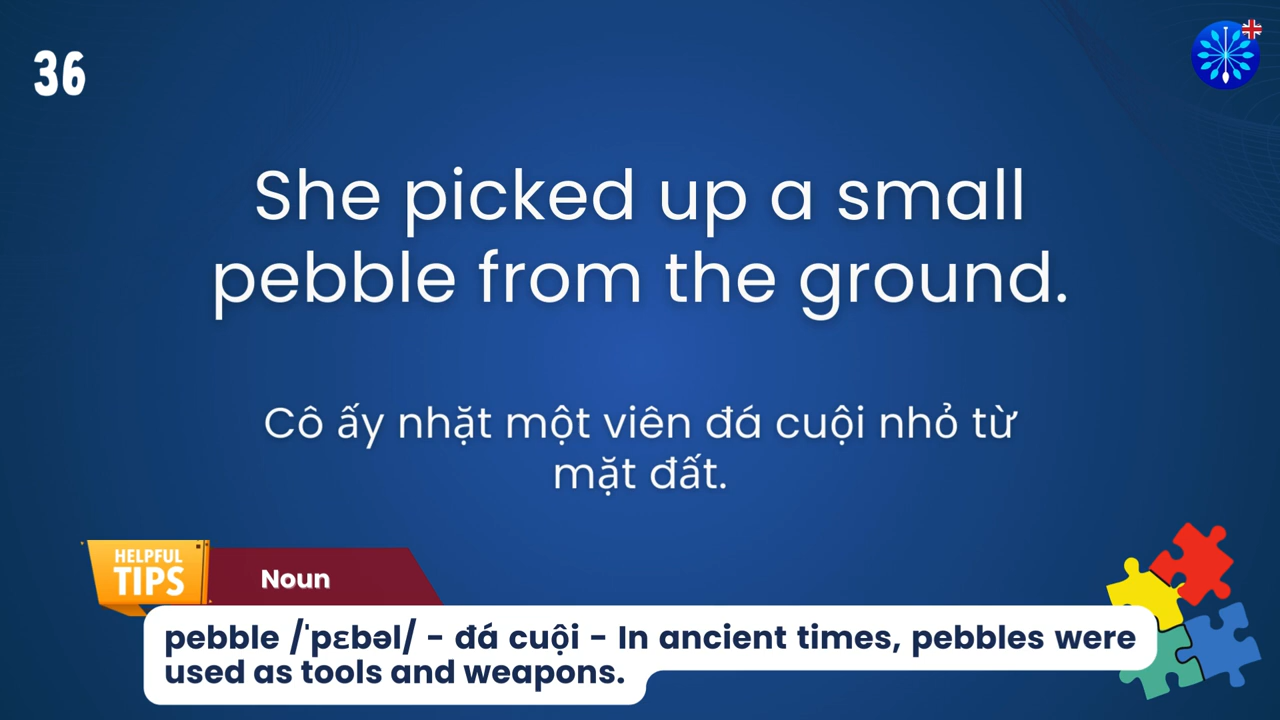 36
She picked up a small
pebble from the ground.
Cô ấy nhặt một viên đá cuội nhỏ từ
mặt đất.
HELPFUL
TIPS
Noun
pebble /ˈpɛbəl/ - đá cuội - In ancient times, pebbles were
used as tools and weapons.